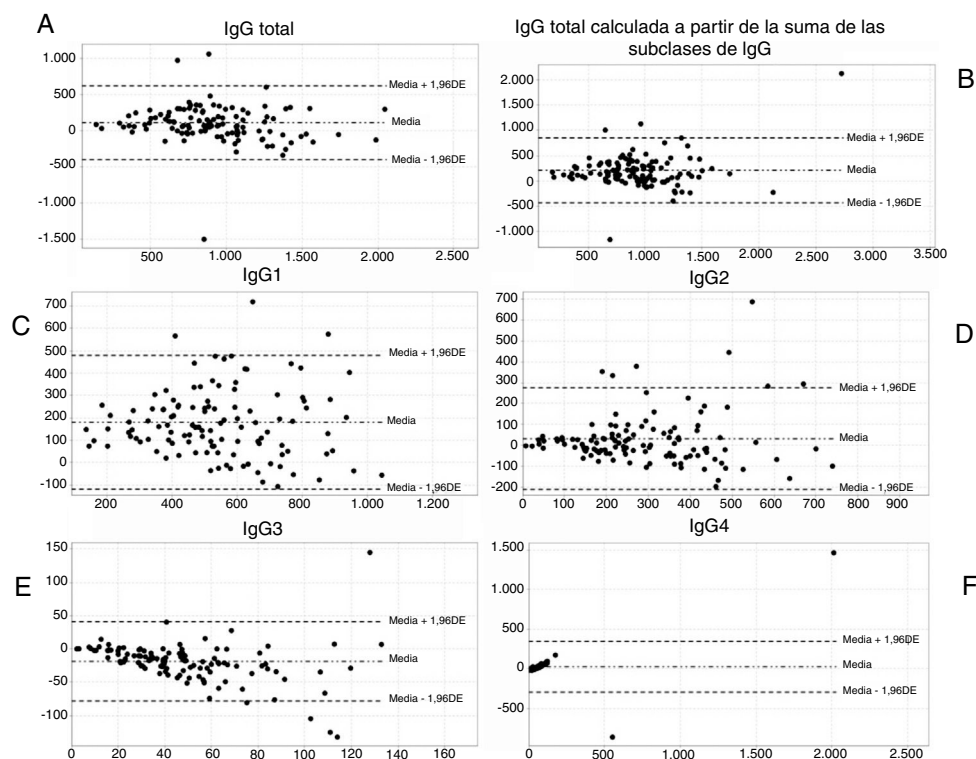 A
IgG total
1.000
500
0
-500
-1.000
-1.500
Media + 1,96DE
Media
Media - 1,96DE
500
1.000
1.500
2.000
2.500
IgG total calculada a partir de la suma de las
subclases de IgG
B
2.000
1.500
1.000
500
0
-500
-1.000
Media + 1,96DE
Media
Media - 1,96DE
500
1.000
1.500
2.000
2.500
3.000
3.500
IgG1
C
700
600
500
400
300
200
100
0
-100
Media + 1,96DE
Media
Media - 1,96DE
200
400
600
800
1.000
1.200
IgG2
D
700
600
500
400
300
200
100
0
-100
-200
Media + 1,96DE
Media
Media - 1,96DE
0
100
200
300
400
500
600
700
800
900
IgG3
E
150
100
50
0
-50
-100
Media + 1,96DE
Media
Media - 1,96DE
0
20
40
60
80
100
120
140
160
IgG4
F
1.500
1.000
500
0
-500
Media + 1,96DE
Media
Media - 1,96DE
0
500
1.000
1.500
2.000
2.500